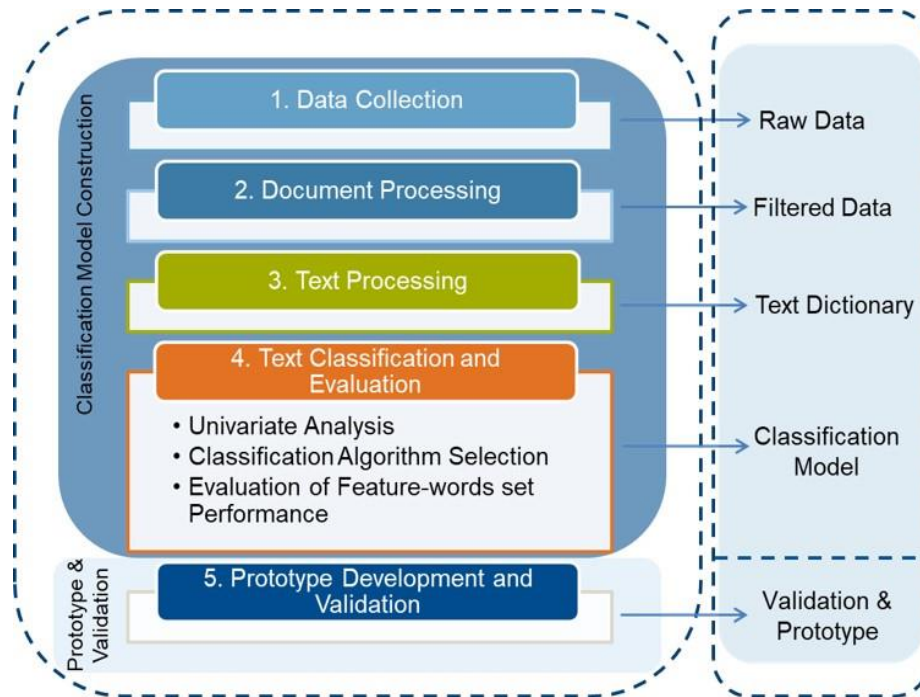 Classification Model Construction
1. Data Collection
Raw Data
2. Document Processing
Filtered Data
3. Text Processing
Text Dictionary
4. Text Classification and
Evaluation
• Univariate Analysis
• Classification Algorithm Selection
• Evaluation of Feature-words set
Performance
Classification
Model
Prototype &
Validation
5. Prototype Development and
Validation
Validation &
Prototype